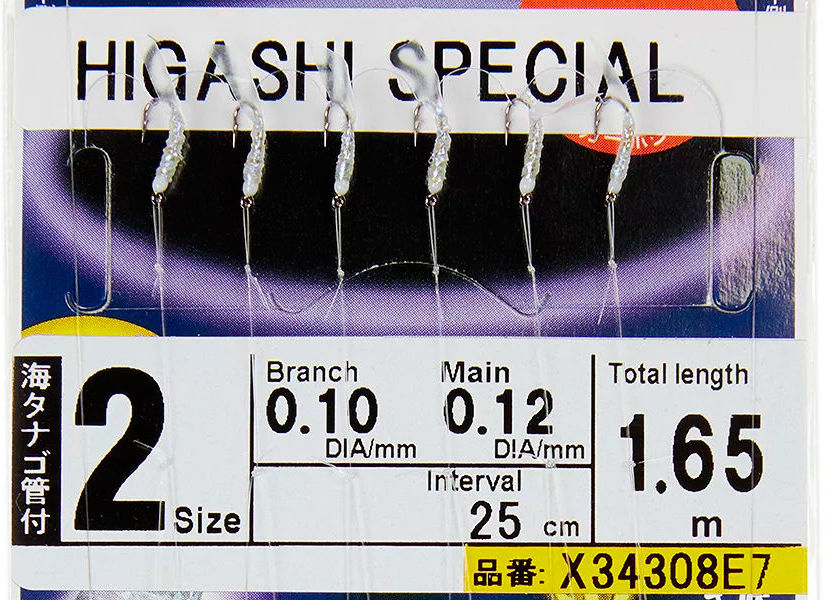 HIGASHI SPECIAL
海タナゴ管付
2 Size
Branch
0.10
DIA/mm
Main
0.12
DIA/mm
Interval
25 cm
Total length
1.65
m
品番: X34308E7